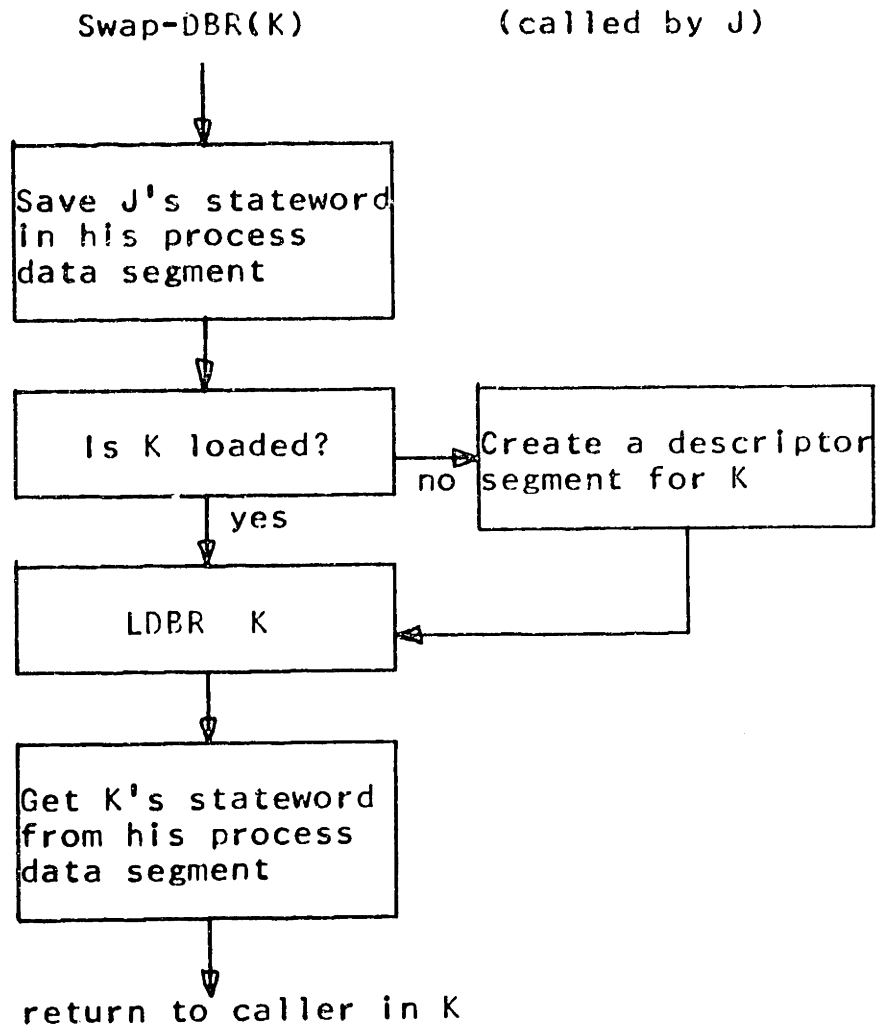 Swap-DBR(K) (called by J)
Save J's stateword
in his process
data segment
Is K loaded?
no
Create a descriptor
segment for K
yes
LDBR K
Get K's stateword
from his process
data segment
return to caller in K